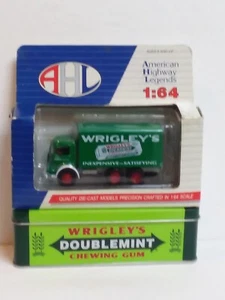 AHL
American
Highway
Legends
1:64
WRIGLEY'S
INEXPENSIVE - SATISFYING
QUALITY DIE-CAST MODELS PRECISION CRAFTED IN 1:64 SCALE
WRIGLEY'S
DOUBLEMINT
CHEWING GUM